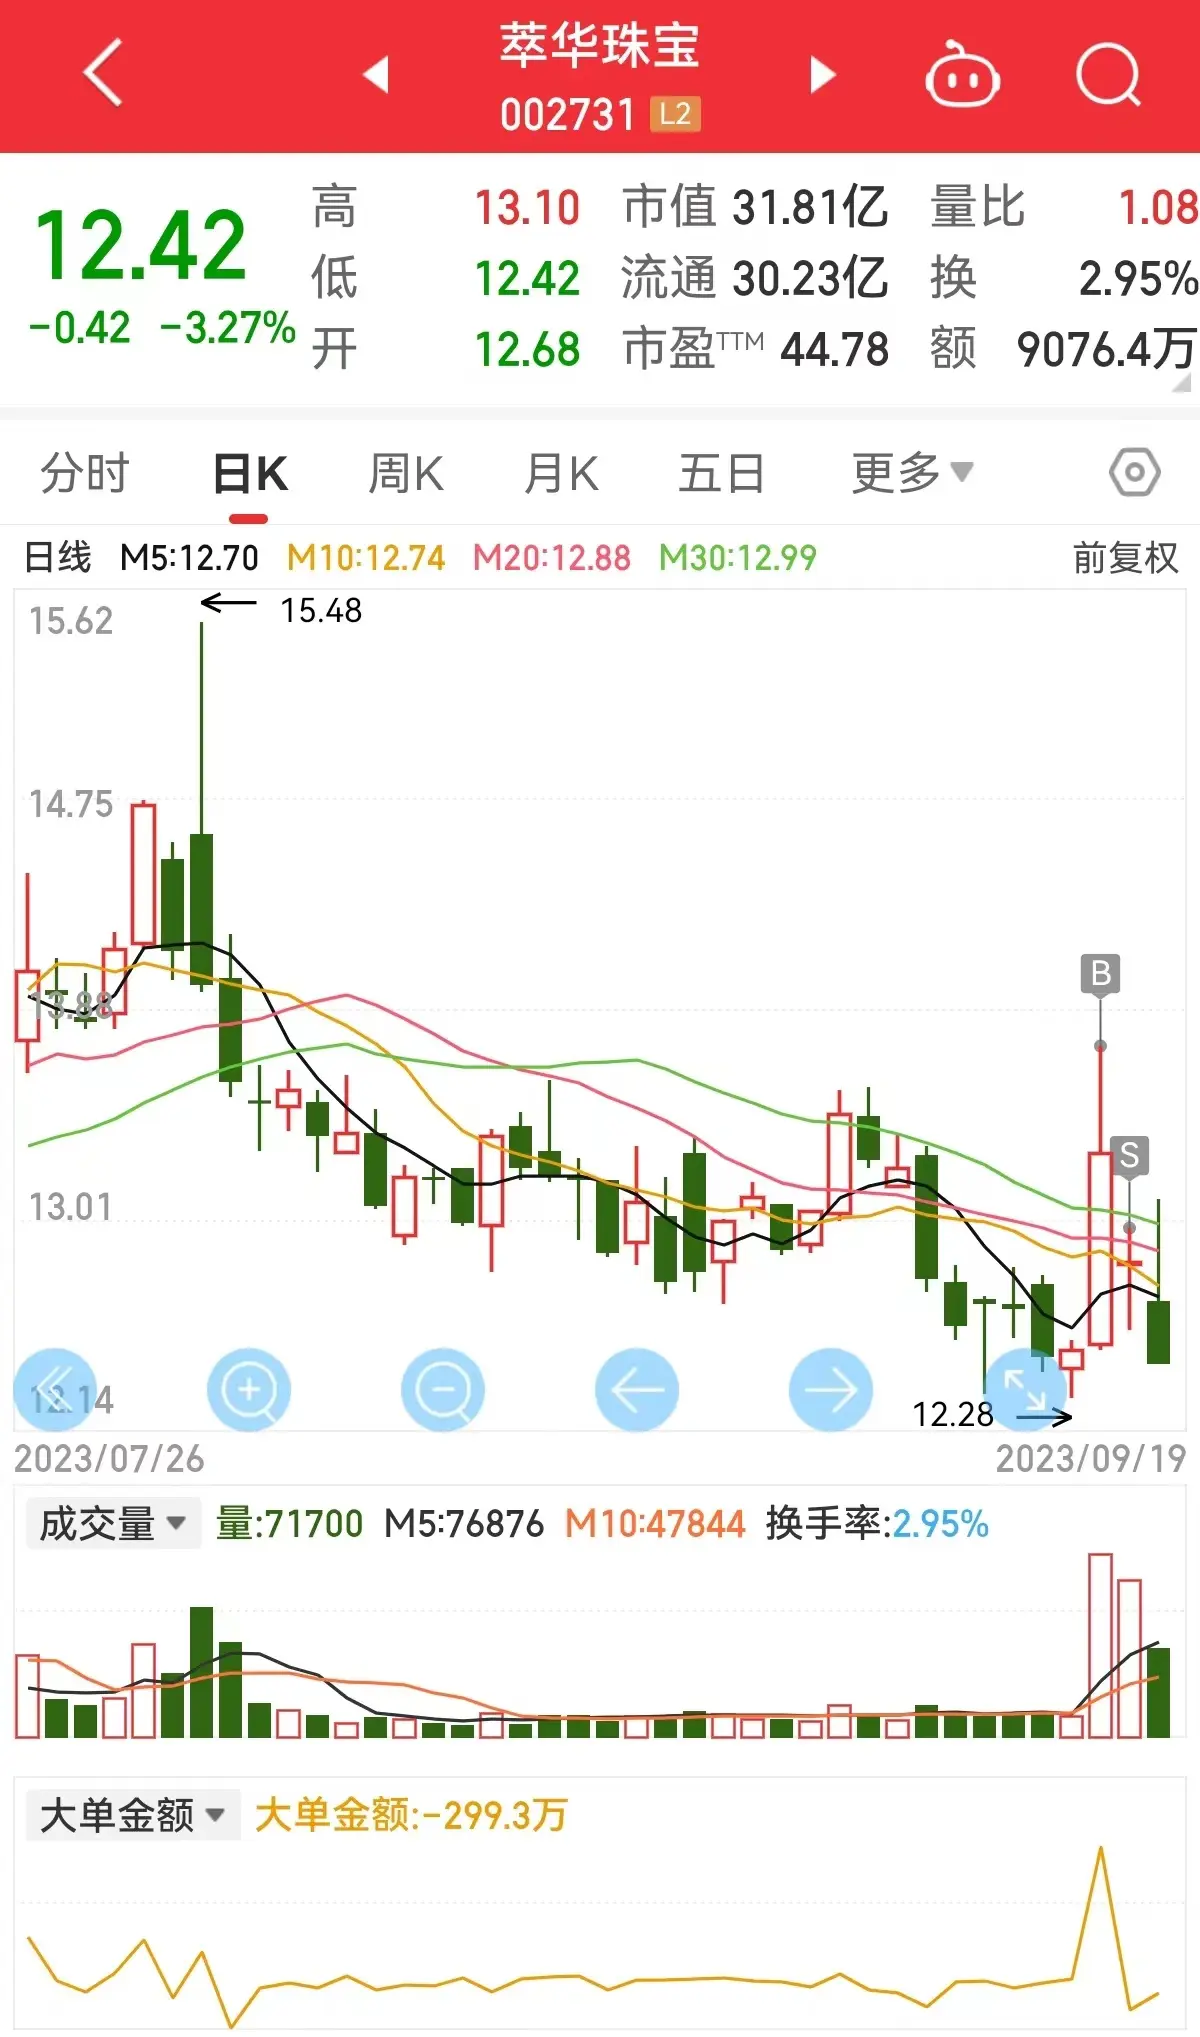 萃华珠宝
002731 L2
12.42
-0.42 -3.27%
高 13.10 市值 31.81亿 量比 1.08
低 12.42 流通 30.23亿 换 2.95%
开 12.68 市盈TTM 44.78 额 9076.4万
分时 日K 周K 月K 五日 更多
日线 M5:12.70 M10:12.74 M20:12.88 M30:12.99 前复权
15.62
15.48
14.75
B
13.88
S
13.01
12.14
12.28
2023/07/26 2023/09/19
成交量 量:71700 M5:76876 M10:47844 换手率:2.95%
大单金额 大单金额:-299.3万